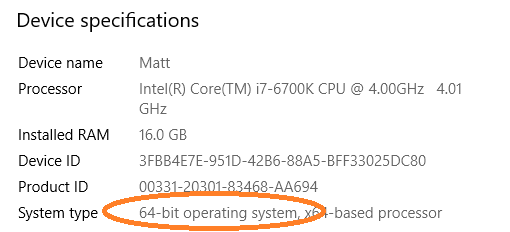 Device specifications
Device name Matt
Processor Intel(R) Core(TM) i7-6700K CPU @ 4.00GHz 4.01
GHz
Installed RAM 16.0 GB
Device ID 3FBB4E7E-951D-42B6-88A5-BFF33025DC80
Product ID 00331-20301-83468-AA694
System type 64-bit operating system, x64-based processor